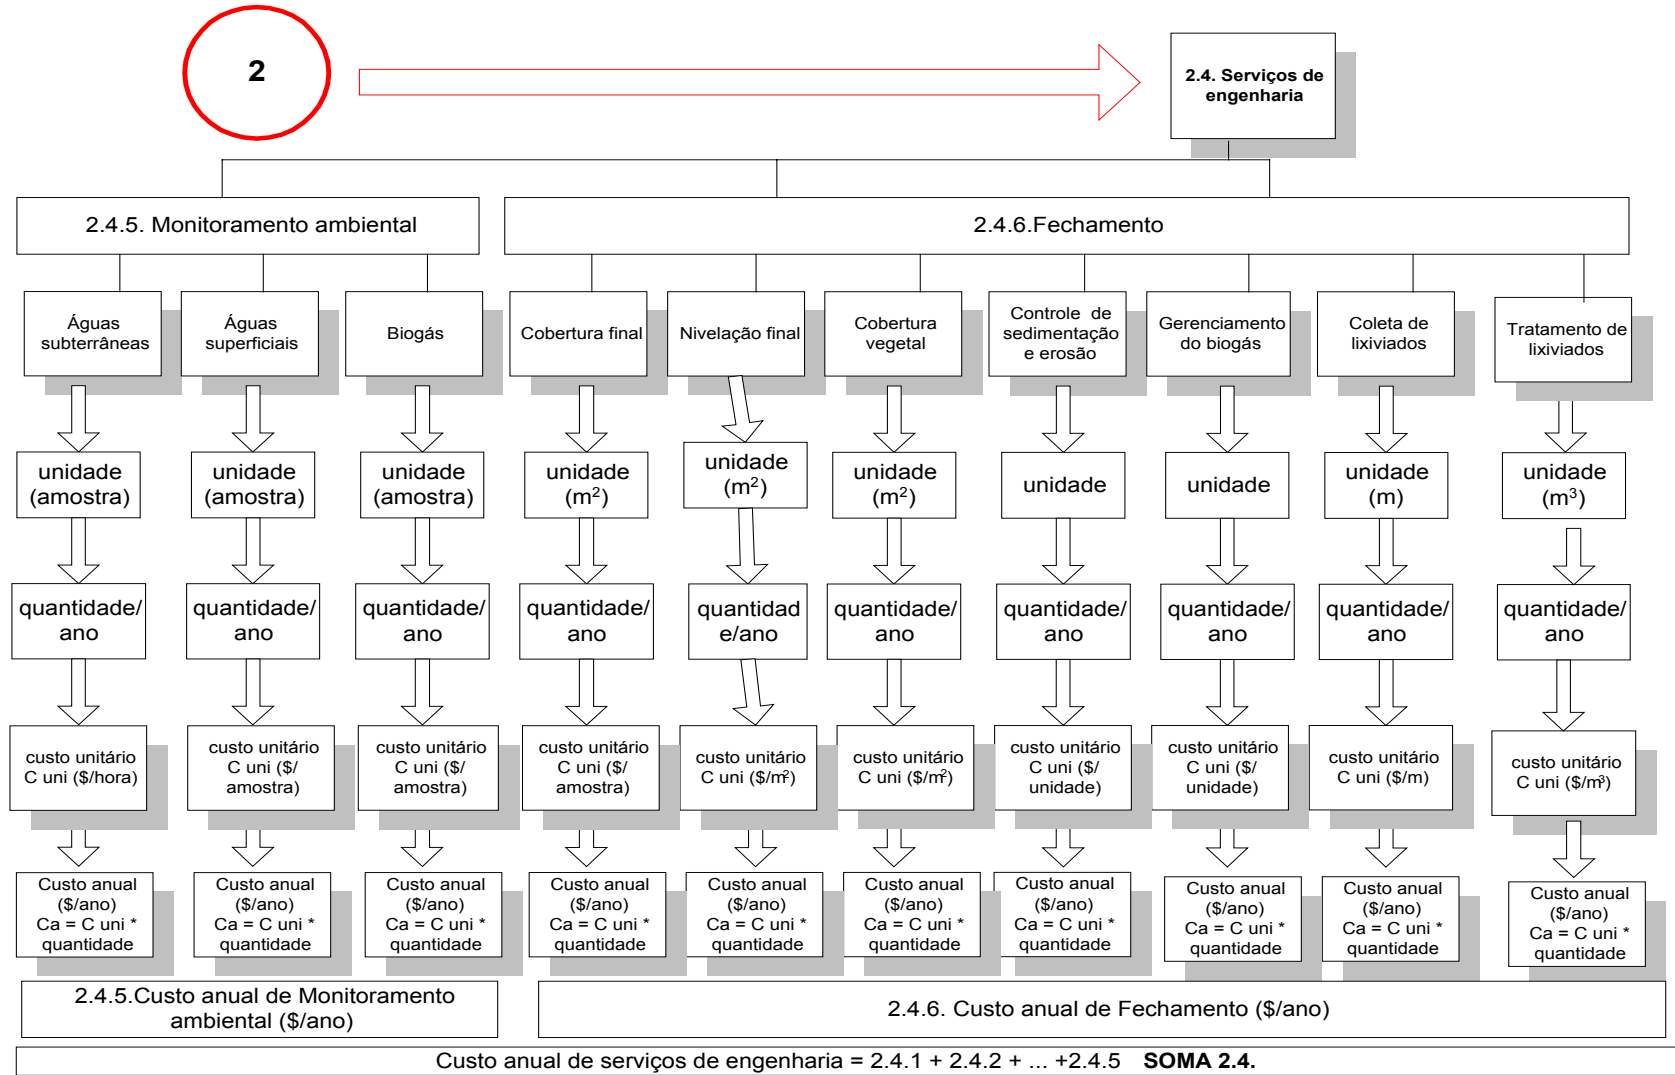 2
2.4. Serviços de
engenharia
2.4.5. Monitoramento ambiental
2.4.6.Fechamento
Águas
subterrâneas
Águas
superficiais
Biogás
Cobertura final
Nivelação final
Cobertura
vegetal
Controle de
sedimentação
e erosão
Gerenciamento
do biogás
Coleta de
lixiviados
Tratamento de
lixiviados
unidade
(amostra)
unidade
(amostra)
unidade
(amostra)
unidade
(m²)
unidade
(m²)
unidade
(m²)
unidade
unidade
unidade
(m)
unidade
(m³)
quantidade/
ano
quantidade/
ano
quantidade/
ano
quantidade/
ano
quantidad
e/ano
quantidade/
ano
quantidade/
ano
quantidade/
ano
quantidade/
ano
quantidade/
ano
custo unitário
C uni ($/hora)
custo unitário
C uni ($/
amostra)
custo unitário
C uni ($/
amostra)
custo unitário
C uni ($/
amostra)
custo unitário
C uni ($/m²)
custo unitário
C uni ($/m²)
custo unitário
C uni ($/
unidade)
custo unitário
C uni ($/
unidade)
custo unitário
C uni ($/m)
custo unitário
C uni ($/m³)
Custo anual
($/ano)
Ca = C uni *
quantidade
Custo anual
($/ano)
Ca = C uni *
quantidade
Custo anual
($/ano)
Ca = C uni *
quantidade
Custo anual
($/ano)
Ca = C uni *
quantidade
Custo anual
($/ano)
Ca = C uni *
quantidade
Custo anual
($/ano)
Ca = C uni *
quantidade
Custo anual
($/ano)
Ca = C uni *
quantidade
Custo anual
($/ano)
Ca = C uni *
quantidade
Custo anual
($/ano)
Ca = C uni *
quantidade
Custo anual
($/ano)
Ca = C uni *
quantidade
2.4.5.Custo anual de Monitoramento
ambiental ($/ano)
2.4.6. Custo anual de Fechamento ($/ano)
Custo anual de serviços de engenharia = 2.4.1 + 2.4.2 + ... +2.4.5 SOMA 2.4.